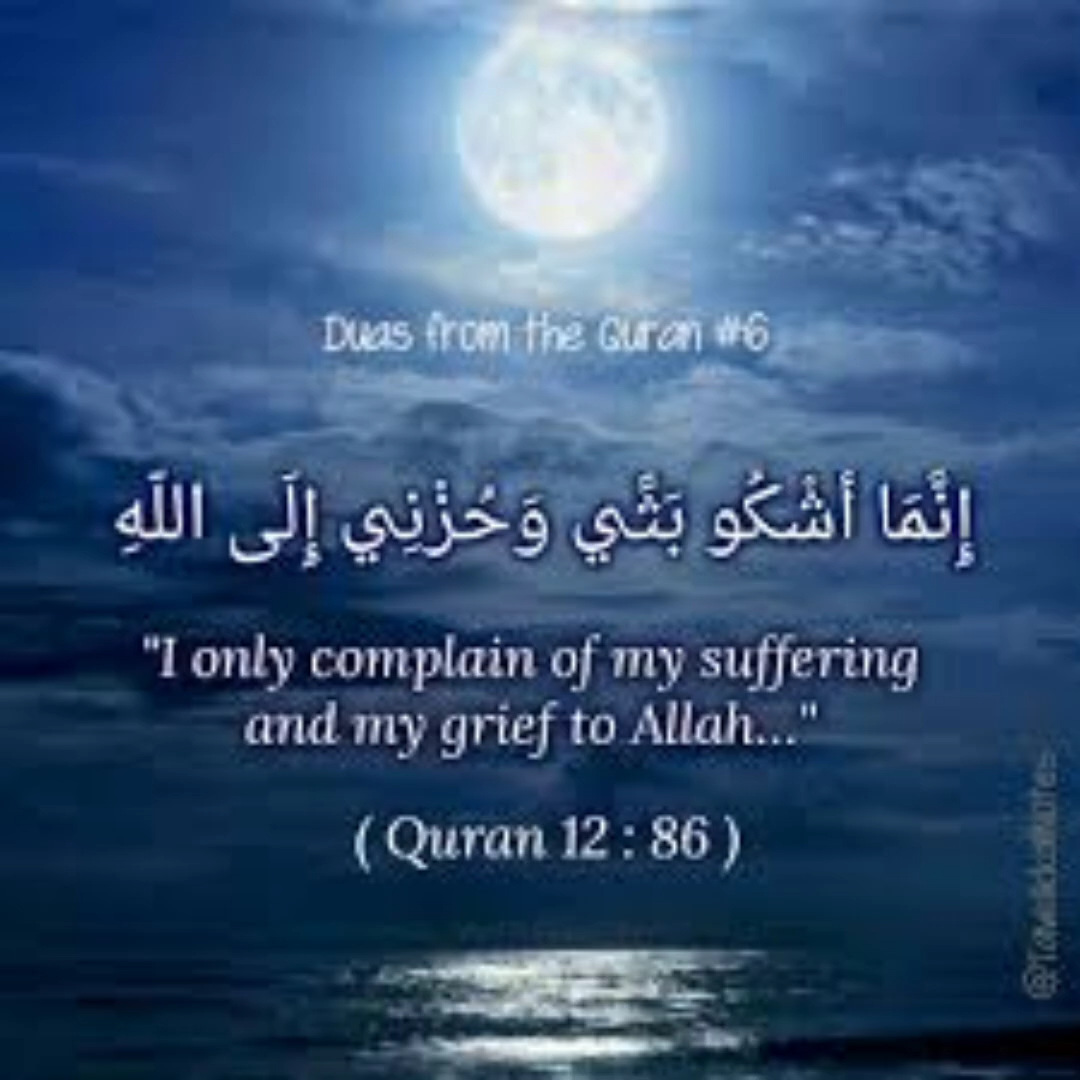 Duas from the Quran #6
إِنَّمَا أَشْكُو بَثِّي وَحُزْنِي إِلَى اللَّهِ
"I only complain of my suffering
and my grief to Allah..."
( Quran 12 : 86 )